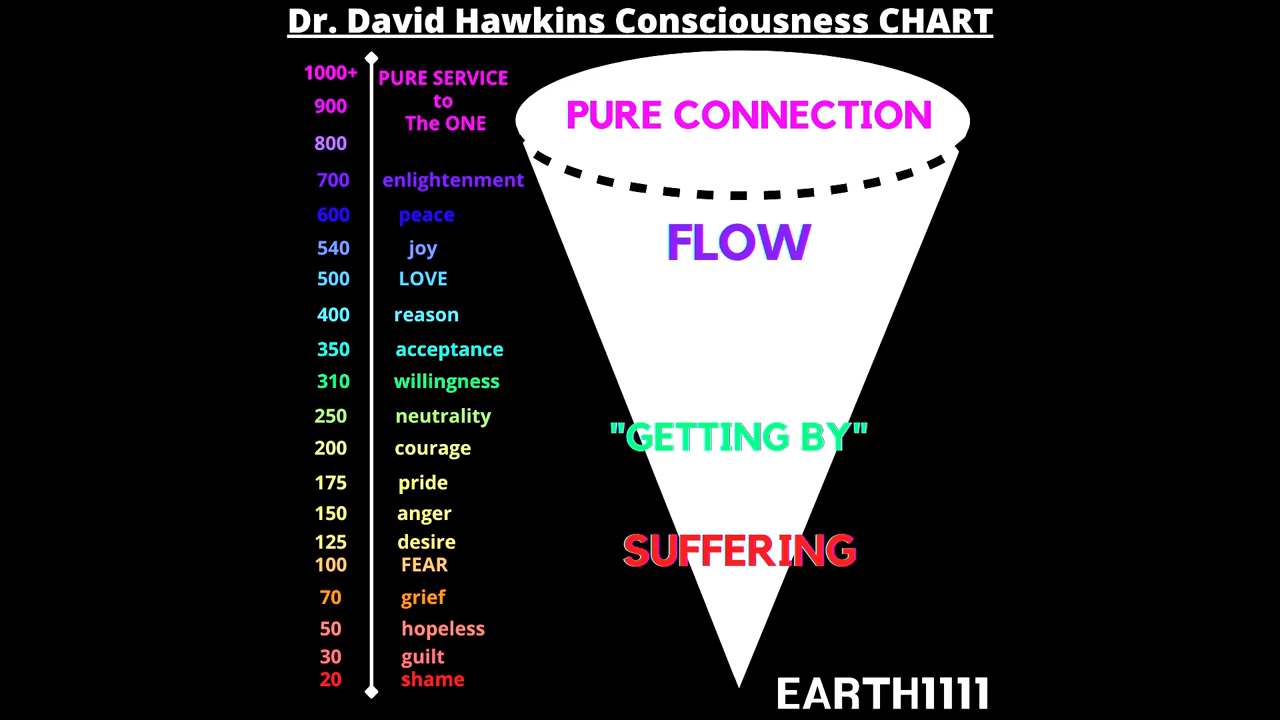 Dr. David Hawkins Consciousness CHART
1000+ PURE SERVICE
900 to
The ONE
800
700 enlightenment
600 peace
540 joy
500 LOVE
400 reason
350 acceptance
310 willingness
250 neutrality
200 courage
175 pride
150 anger
125 desire
100 FEAR
70 grief
50 hopeless
30 guilt
20 shame
PURE CONNECTION
FLOW
"GETTING BY"
SUFFERING
EARTH1111